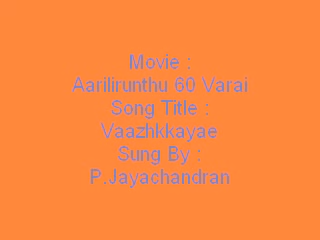 Movie :
Aarilirunthu 60 Varai
Song Title :
Vaazhkkayae
Sung By :
P.Jayachandran